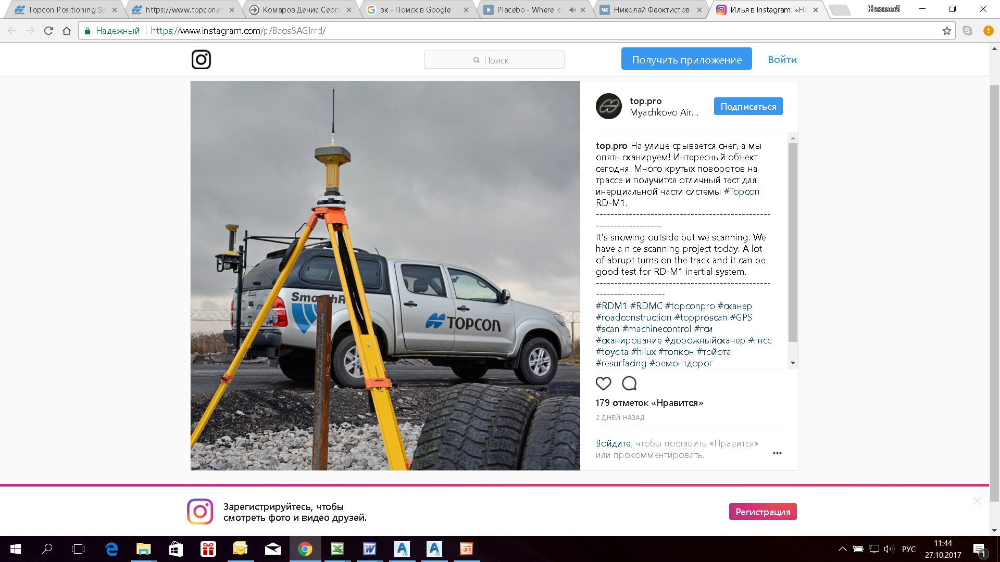 Topcon Positioning Sy
https://www.topconen
Комаров Денис Серге
вк - Поиск в Google
Placebo - Where Is
Николай Феоктистов
Илья в Instagram: «На
Николай
Надежный
https://www.instagram.com/p/Baos8AGlrrd/
Поиск
Получить приложение
Войти
SmoothR
TOPCON
top.pro
Myachkovo Air...
Подписаться
top.pro На улице срывается снег, а мы
опять сканируем! Интересный объект
сегодня. Много крутых поворотов на
трассе и получится отличный тест для
инерциальной части системы #Topcon
RD-M1.
------------------------------------------------
------------------
It's snowing outside but we scanning. We
have a nice scanning project today. A lot
of abrupt turns on the track and it can be
good test for RD-M1 inertial system.
------------------------------------------------
-------------------
#RDM1 #RDMC #topconpro #сканер
#roadconstruction #topproscan #GPS
#scan #machinecontrol #гси
#сканирование #дорожныйсканер #гнсс
#toyota #hilux #топкон #тойота
#resurfacing #ремонтдорог
179 отметок «Нравится»
2 ДНЕЙ НАЗАД
Войдите, чтобы поставить «Нравится»
или прокомментировать.
Зарегистрируйтесь, чтобы
смотреть фото и видео друзей.
Регистрация
РУС
11:44
27.10.2017
1